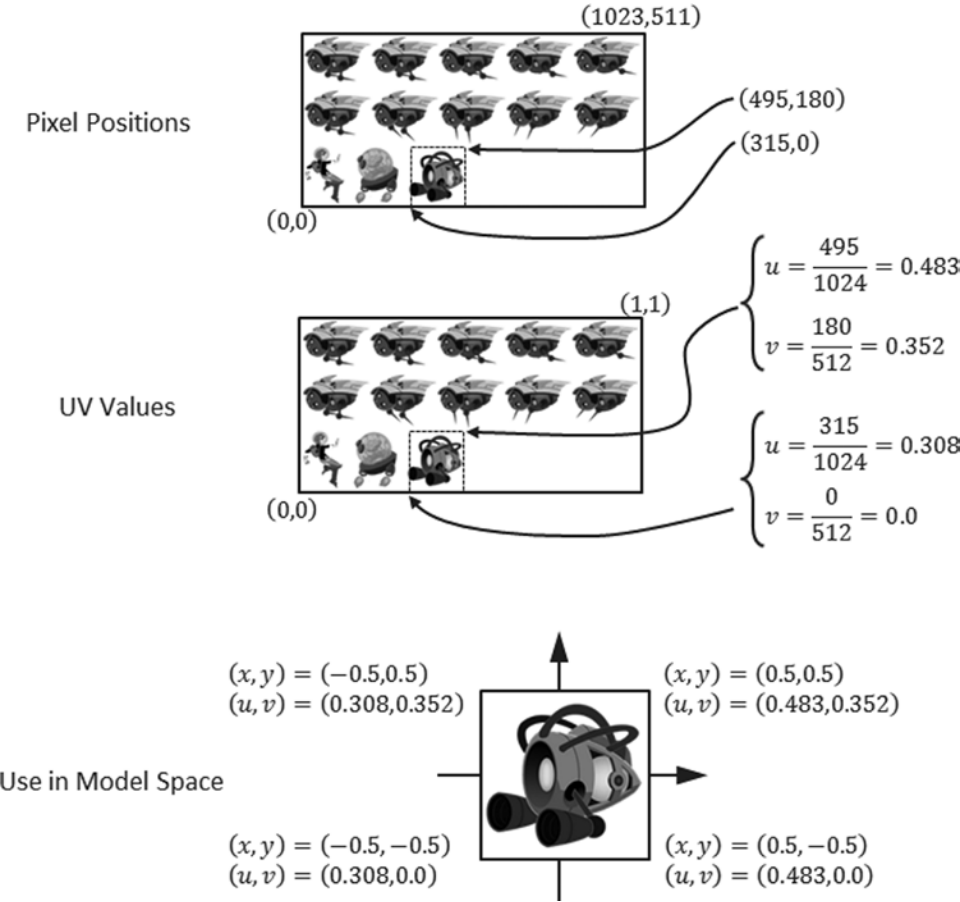 (1023,511)
Pixel Positions
(495,180)
(315,0)
(0,0)
u = 495/1024 = 0.483
v = 180/512 = 0.352
(1,1)
UV Values
u = 315/1024 = 0.308
v = 0/512 = 0.0
(0,0)
(x, y) = (−0.5,0.5)
(u, v) = (0.308,0.352)
(x, y) = (0.5,0.5)
(u, v) = (0.483,0.352)
Use in Model Space
(x, y) = (−0.5, −0.5)
(u, v) = (0.308,0.0)
(x, y) = (0.5, −0.5)
(u, v) = (0.483,0.0)